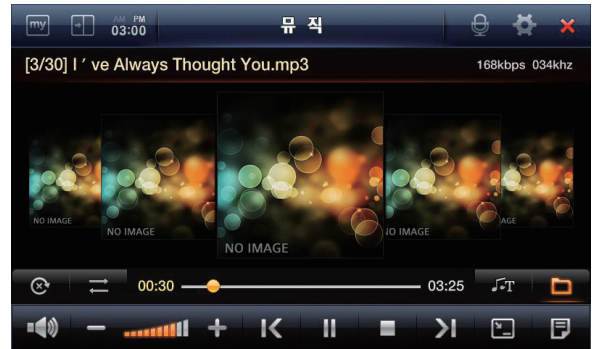 my AM PM 03:00 뮤 직
[3/30] I ′ ve Always Thought You.mp3 168kbps 034khz
NO IMAGE
NO IMAGE
NO IMAGE
NO IMAGE
AGE
00:30 03:25 T